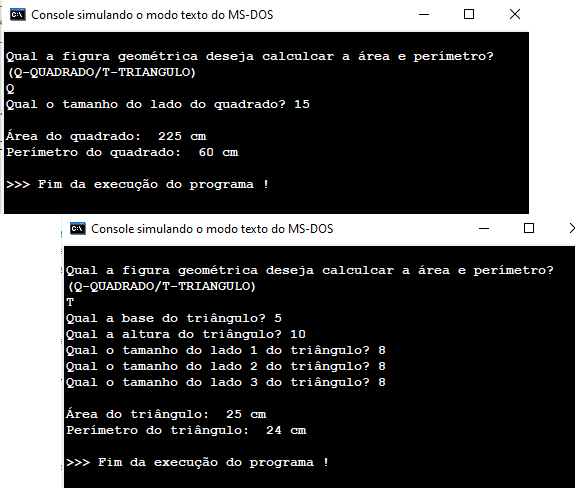 Console simulando o modo texto do MS-DOS
Qual a figura geométrica deseja calculcar a área e perímetro?
(Q-QUADRADO/T-TRIANGULO)
Q
Qual o tamanho do lado do quadrado? 15
Área do quadrado:  225 cm
Perímetro do quadrado:  60 cm
>>> Fim da execução do programa !
Console simulando o modo texto do MS-DOS
Qual a figura geométrica deseja calculcar a área e perímetro?
(Q-QUADRADO/T-TRIANGULO)
T
Qual a base do triângulo? 5
Qual a altura do triângulo? 10
Qual o tamanho do lado 1 do triângulo? 8
Qual o tamanho do lado 2 do triângulo? 8
Qual o tamanho do lado 3 do triângulo? 8
Área do triângulo:  25 cm
Perímetro do triângulo:  24 cm
>>> Fim da execução do programa !